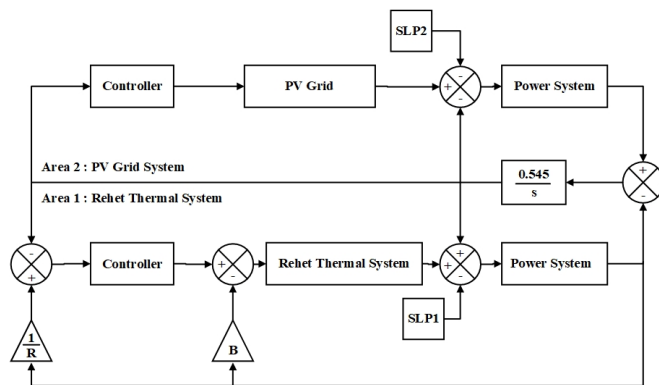 SLP2
-
Controller
PV Grid
+
-
Power System
Area 2 : PV Grid System
0.545
s
+
-
Area 1 : Rehet Thermal System
-
+
Controller
+
-
Rehet Thermal System
+
+
-
Power System
SLP1
1
R
B